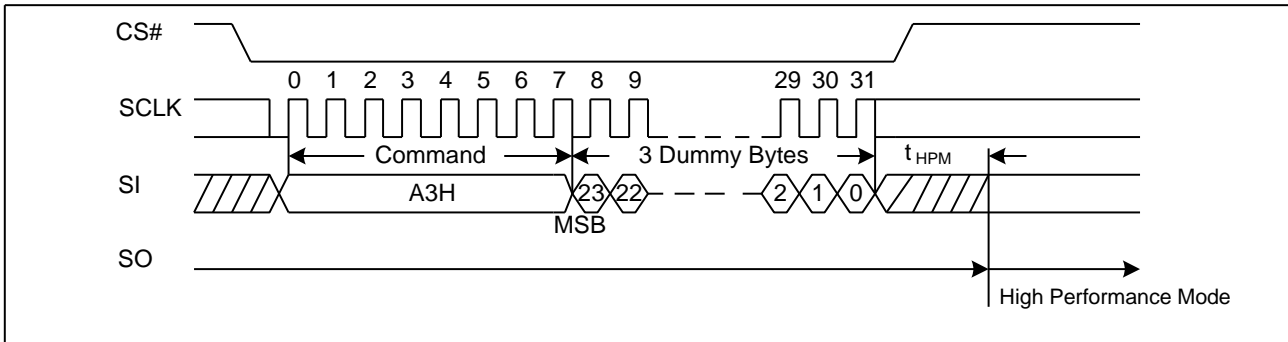 CS#
0 1 2 3 4 5 6 7 8 9 29 30 31
SCLK
Command 3 Dummy Bytes tHPM
SI A3H 23 22 2 1 0
MSB
SO
High Performance Mode